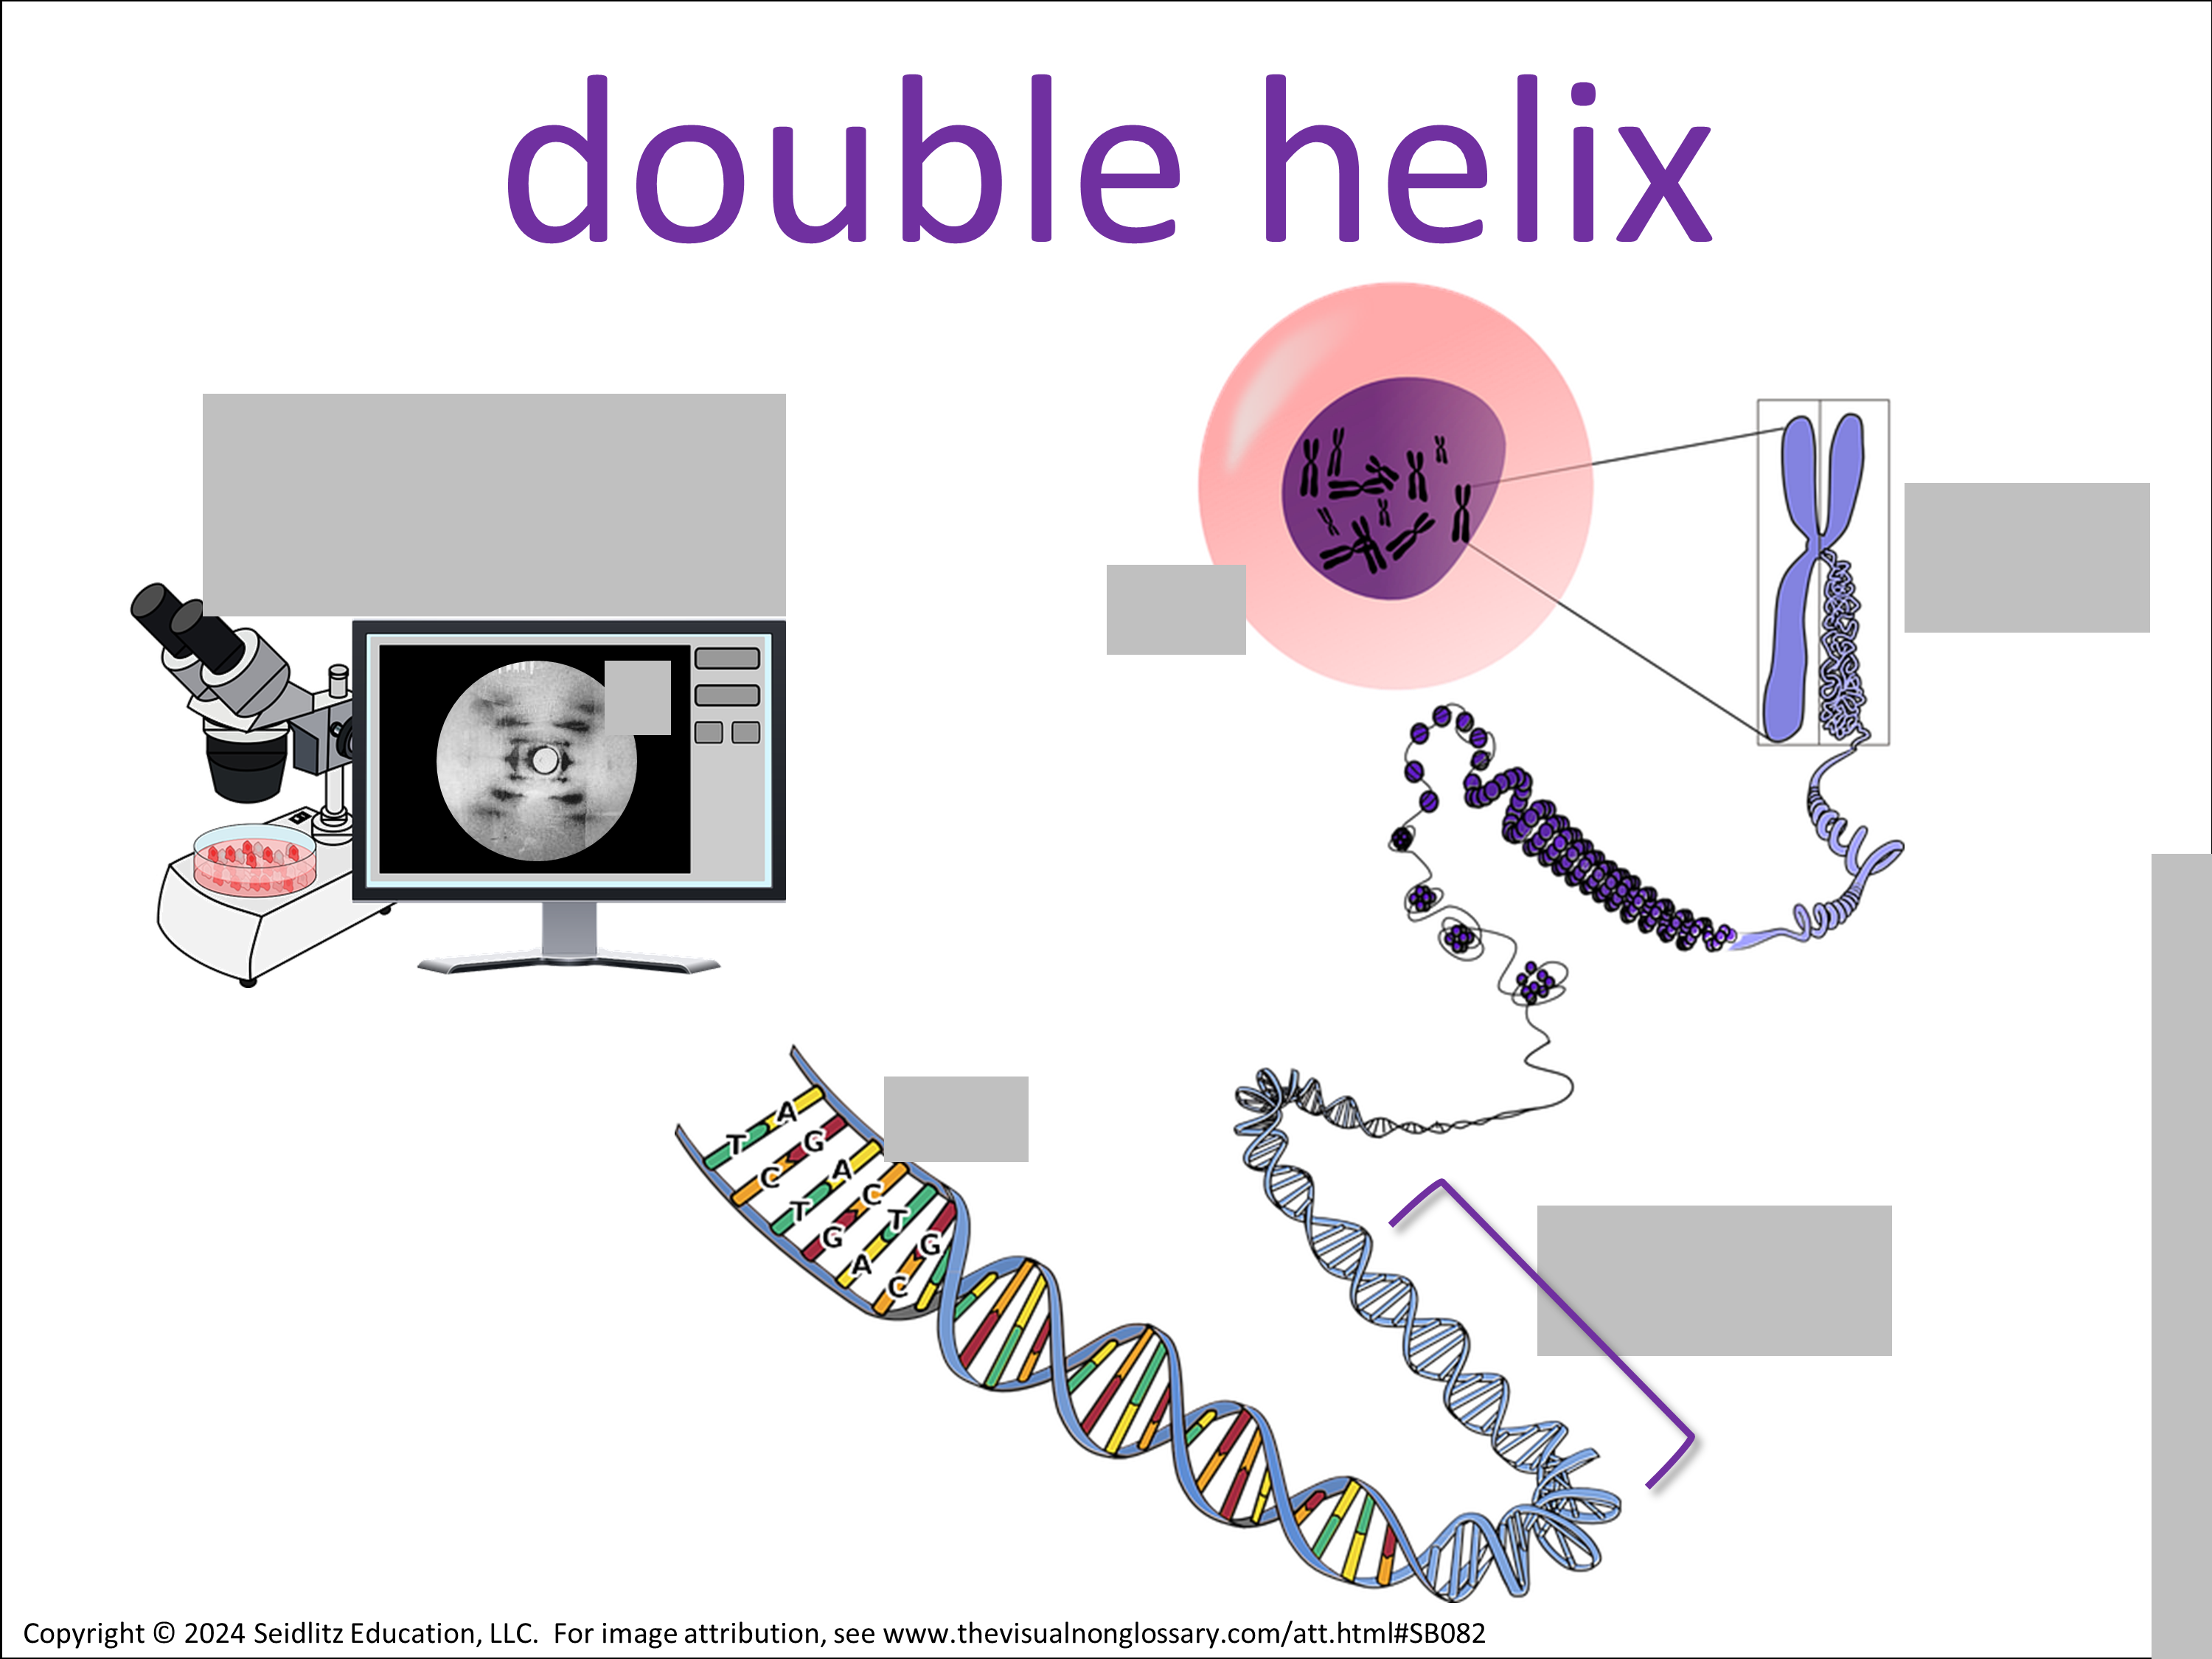 double helix
A
T
G
C
A
T
C
G
T
A
G
C
Copyright © 2024 Seidlitz Education, LLC.  For image attribution, see www.thevisualnonglossary.com/att.html#SB082